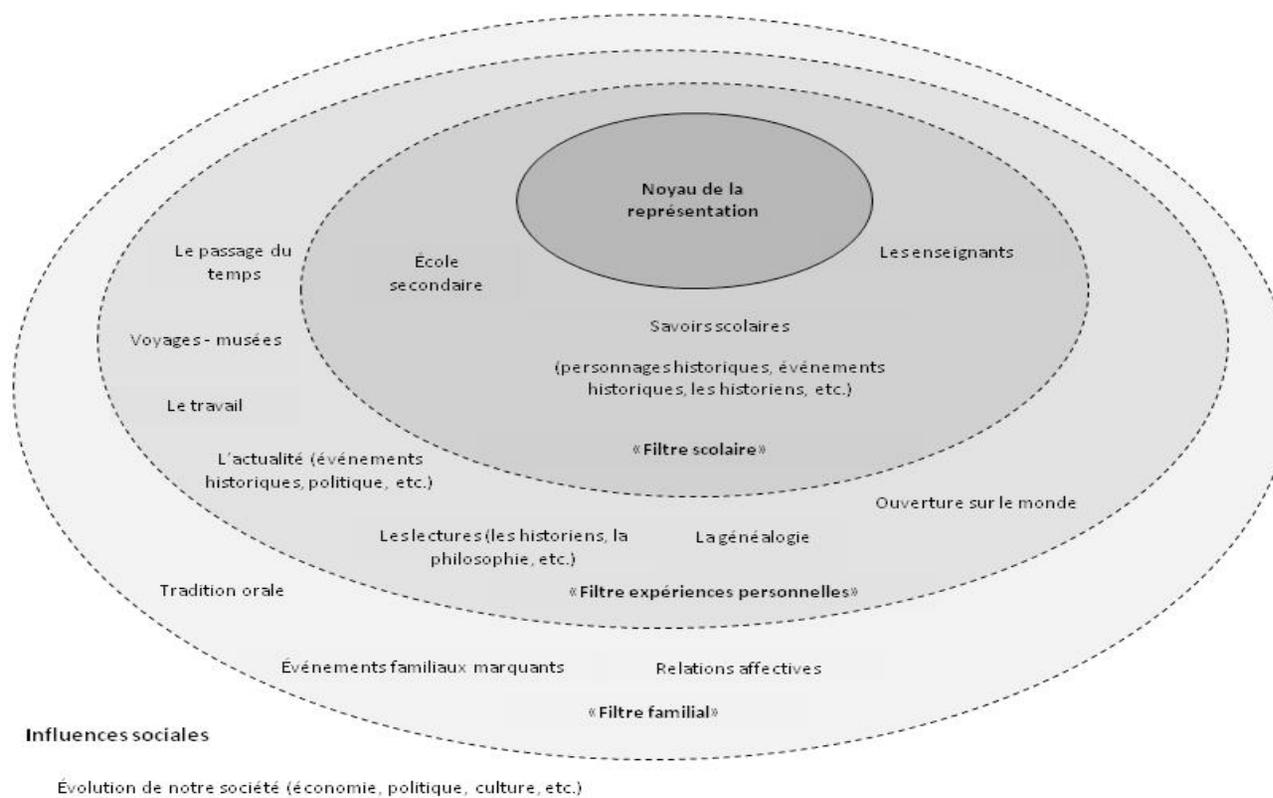 Noyau de la
représentation
Le passage du
temps
École
secondaire
Les enseignants
Savoirs scolaires
Voyages - musées
(personnages historiques, événements
historiques, les historiens, etc.)
Le travail
«Filtre scolaire»
L'actualité (événements
historiques, politique, etc.)
Ouverture sur le monde
Les lectures (les historiens, la
philosophie, etc.)
La généalogie
Tradition orale
«Filtre expériences personnelles»
Événements familiaux marquants
Relations affectives
«Filtre familial»
Influences sociales
Évolution de notre société (économie, politique, culture, etc.)